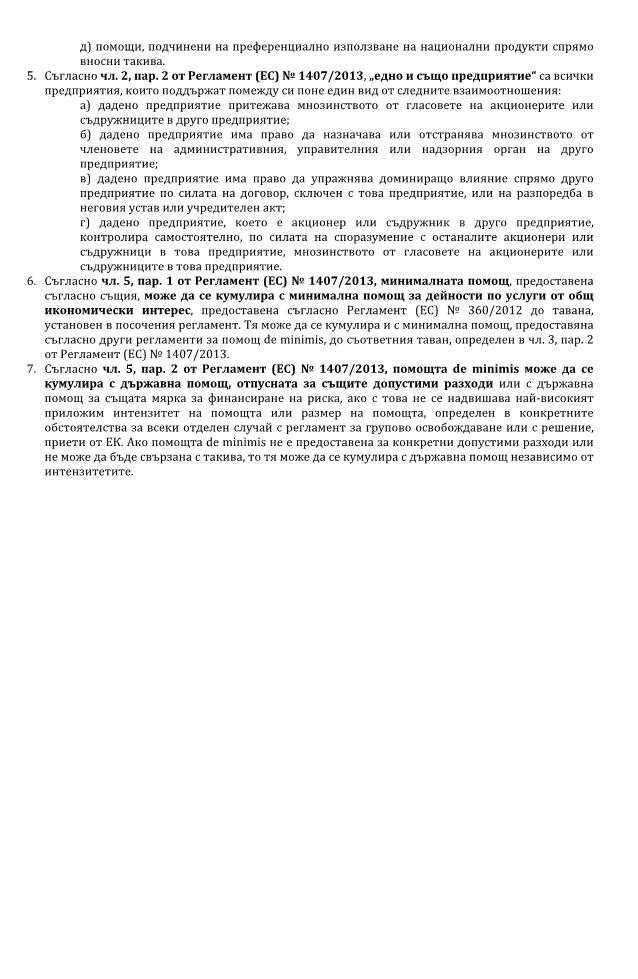 д) помощи, подчинени на преференциално използване на национални продукти спрямо
вносни такива.
5. Съгласно чл. 2, пар. 2 от Регламент (ЕС) № 1407/2013, „едно и също предприятие“ са всички
предприятия, които поддържат помежду си поне един вид от следните взаимоотношения:
а) дадено предприятие притежава мнозинството от гласовете на акционерите или
съдружниците в друго предприятие;
б) дадено предприятие има право да назначава или отстранява мнозинството от
членовете на административния, управителния или надзорния орган на друго
предприятие;
в) дадено предприятие има право да упражнява доминиращо влияние спрямо друго
предприятие по силата на договор, сключен с това предприятие, или на разпоредба в
неговия устав или учредителен акт;
г) дадено предприятие, което е акционер или съдружник в друго предприятие,
контролира самостоятелно, по силата на споразумение с останалите акционери или
съдружници в това предприятие, мнозинството от гласовете на акционерите или
съдружниците в това предприятие.
6. Съгласно чл. 5, пар. 1 от Регламент (ЕС) № 1407/2013, минималната помощ, предоставена
съгласно същия, може да се кумулира с минимална помощ за дейности по услуги от общ
икономически интерес, предоставена съгласно Регламент (ЕС) № 360/2012 до тавана,
установен в посочения регламент. Тя може да се кумулира и с минимална помощ, предоставяна
съгласно други регламенти за помощ de minimis, до съответния таван, определен в чл. 3, пар. 2
от Регламент (ЕС) № 1407/2013.
7. Съгласно чл. 5, пар. 2 от Регламент (ЕС) № 1407/2013, помощта de minimis може да се
кумулира с държавна помощ, отпусната за същите допустими разходи или с държавна
помощ за същата мярка за финансиране на риска, ако с това не се надвишава най-високият
приложим интензитет на помощта или размер на помощта, определен в конкретните
обстоятелства за всеки отделен случай с регламент за групово освобождаване или с решение,
приети от ЕК. Ако помощта de minimis не е предоставена за конкретни допустими разходи или
не може да бъде свързана с такива, то тя може да се кумулира с държавна помощ независимо от
интензитетите.